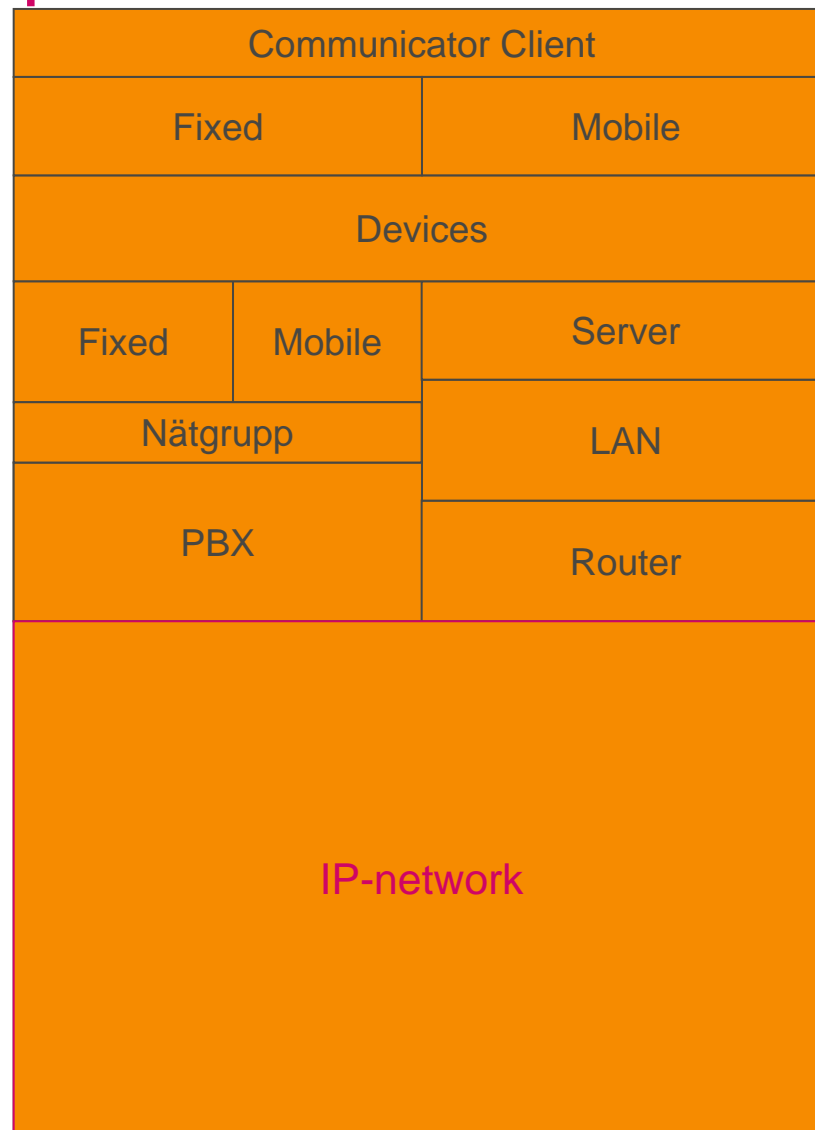 Communicator Client
Fixed
Mobile
Devices
Fixed
Mobile
Server
Nätgrupp
LAN
PBX
Router
IP-network